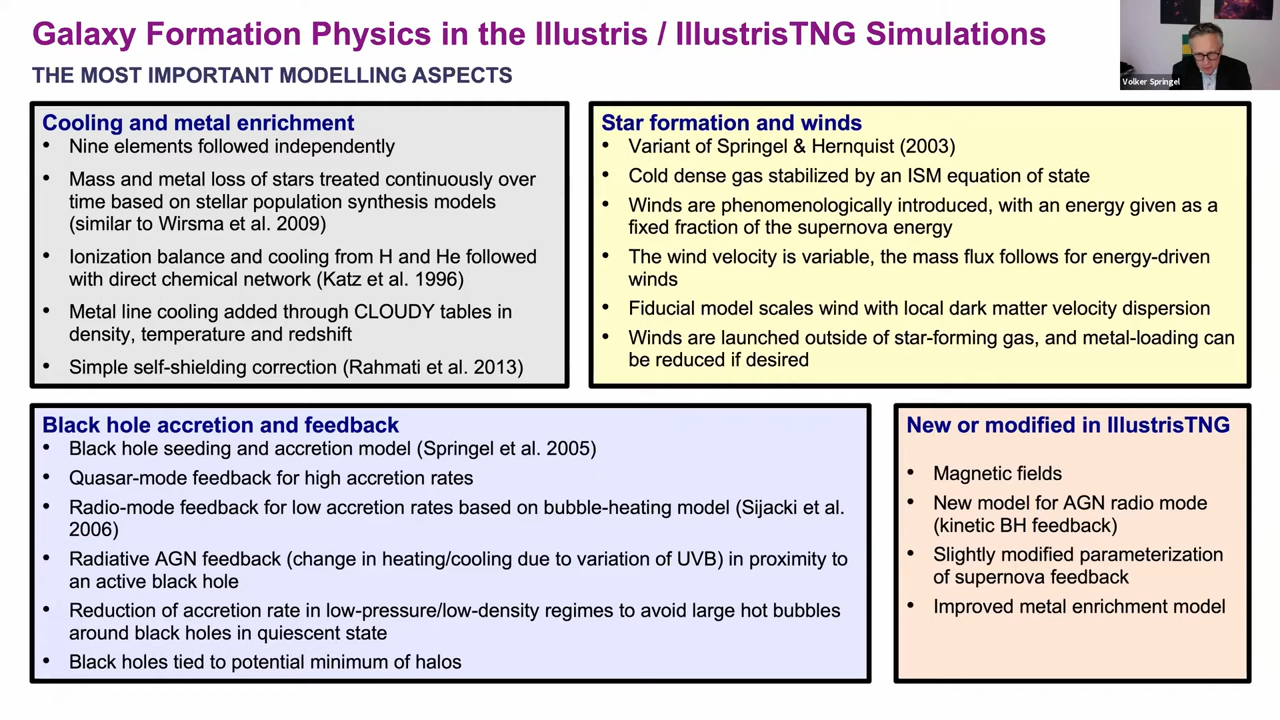 Galaxy Formation Physics in the Illustris / IllustrisTNG Simulations
THE MOST IMPORTANT MODELLING ASPECTS
Volker Springel
Cooling and metal enrichment
• Nine elements followed independently
• Mass and metal loss of stars treated continuously over
time based on stellar population synthesis models
(similar to Wirsma et al. 2009)
• Ionization balance and cooling from H and He followed
with direct chemical network (Katz et al. 1996)
• Metal line cooling added through CLOUDY tables in
density, temperature and redshift
• Simple self-shielding correction (Rahmati et al. 2013)
Star formation and winds
• Variant of Springel & Hernquist (2003)
• Cold dense gas stabilized by an ISM equation of state
• Winds are phenomenologically introduced, with an energy given as a
fixed fraction of the supernova energy
• The wind velocity is variable, the mass flux follows for energy-driven
winds
• Fiducial model scales wind with local dark matter velocity dispersion
• Winds are launched outside of star-forming gas, and metal-loading can
be reduced if desired
Black hole accretion and feedback
• Black hole seeding and accretion model (Springel et al. 2005)
• Quasar-mode feedback for high accretion rates
• Radio-mode feedback for low accretion rates based on bubble-heating model (Sijacki et al.
2006)
• Radiative AGN feedback (change in heating/cooling due to variation of UVB) in proximity to
an active black hole
• Reduction of accretion rate in low-pressure/low-density regimes to avoid large hot bubbles
around black holes in quiescent state
• Black holes tied to potential minimum of halos
New or modified in IllustrisTNG
• Magnetic fields
• New model for AGN radio mode
(kinetic BH feedback)
• Slightly modified parameterization
of supernova feedback
• Improved metal enrichment model